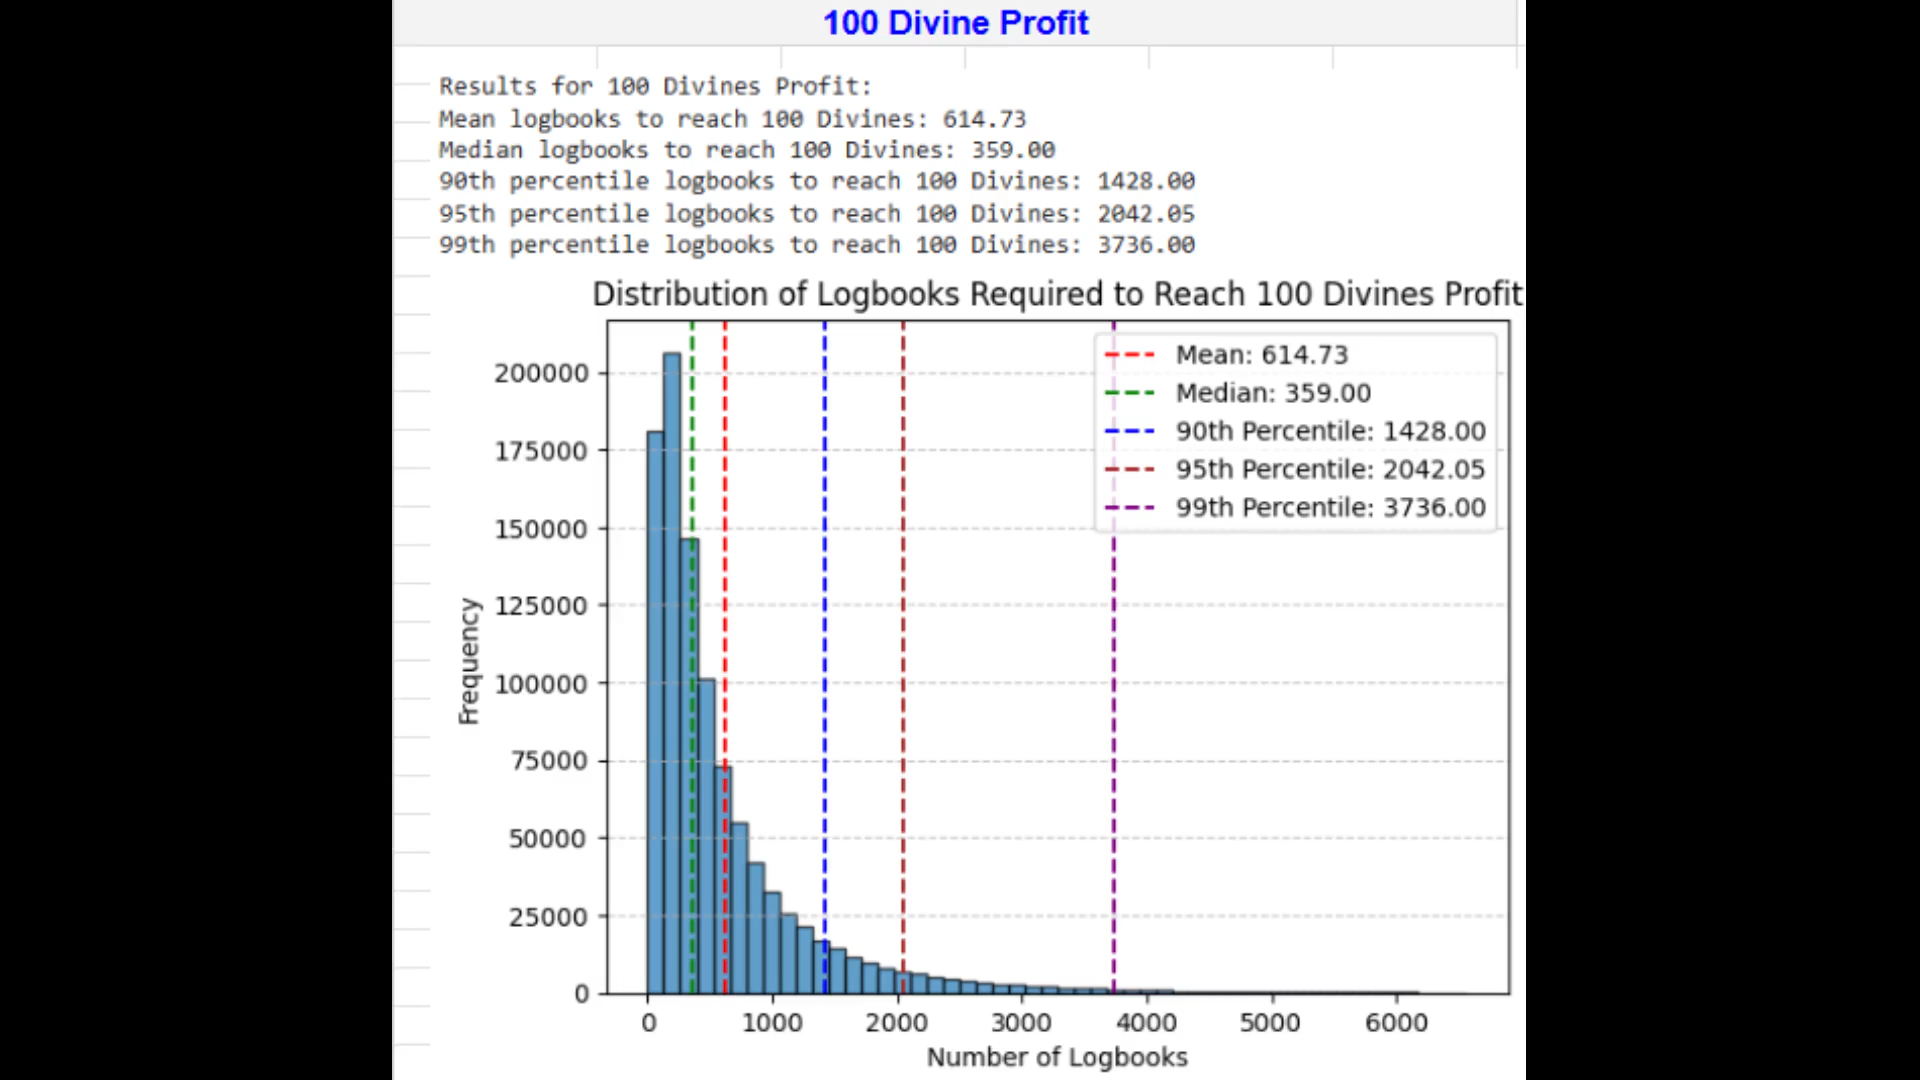 100 Divine Profit
Results for 100 Divines Profit:
Mean logbooks to reach 100 Divines: 614.73
Median logbooks to reach 100 Divines: 359.00
90th percentile logbooks to reach 100 Divines: 1428.00
95th percentile logbooks to reach 100 Divines: 2042.05
99th percentile logbooks to reach 100 Divines: 3736.00
Distribution of Logbooks Required to Reach 100 Divines Profit
Mean: 614.73
Median: 359.00
90th Percentile: 1428.00
95th Percentile: 2042.05
99th Percentile: 3736.00
Frequency
200000
175000
150000
125000
100000
75000
50000
25000
0
0 1000 2000 3000 4000 5000 6000
Number of Logbooks